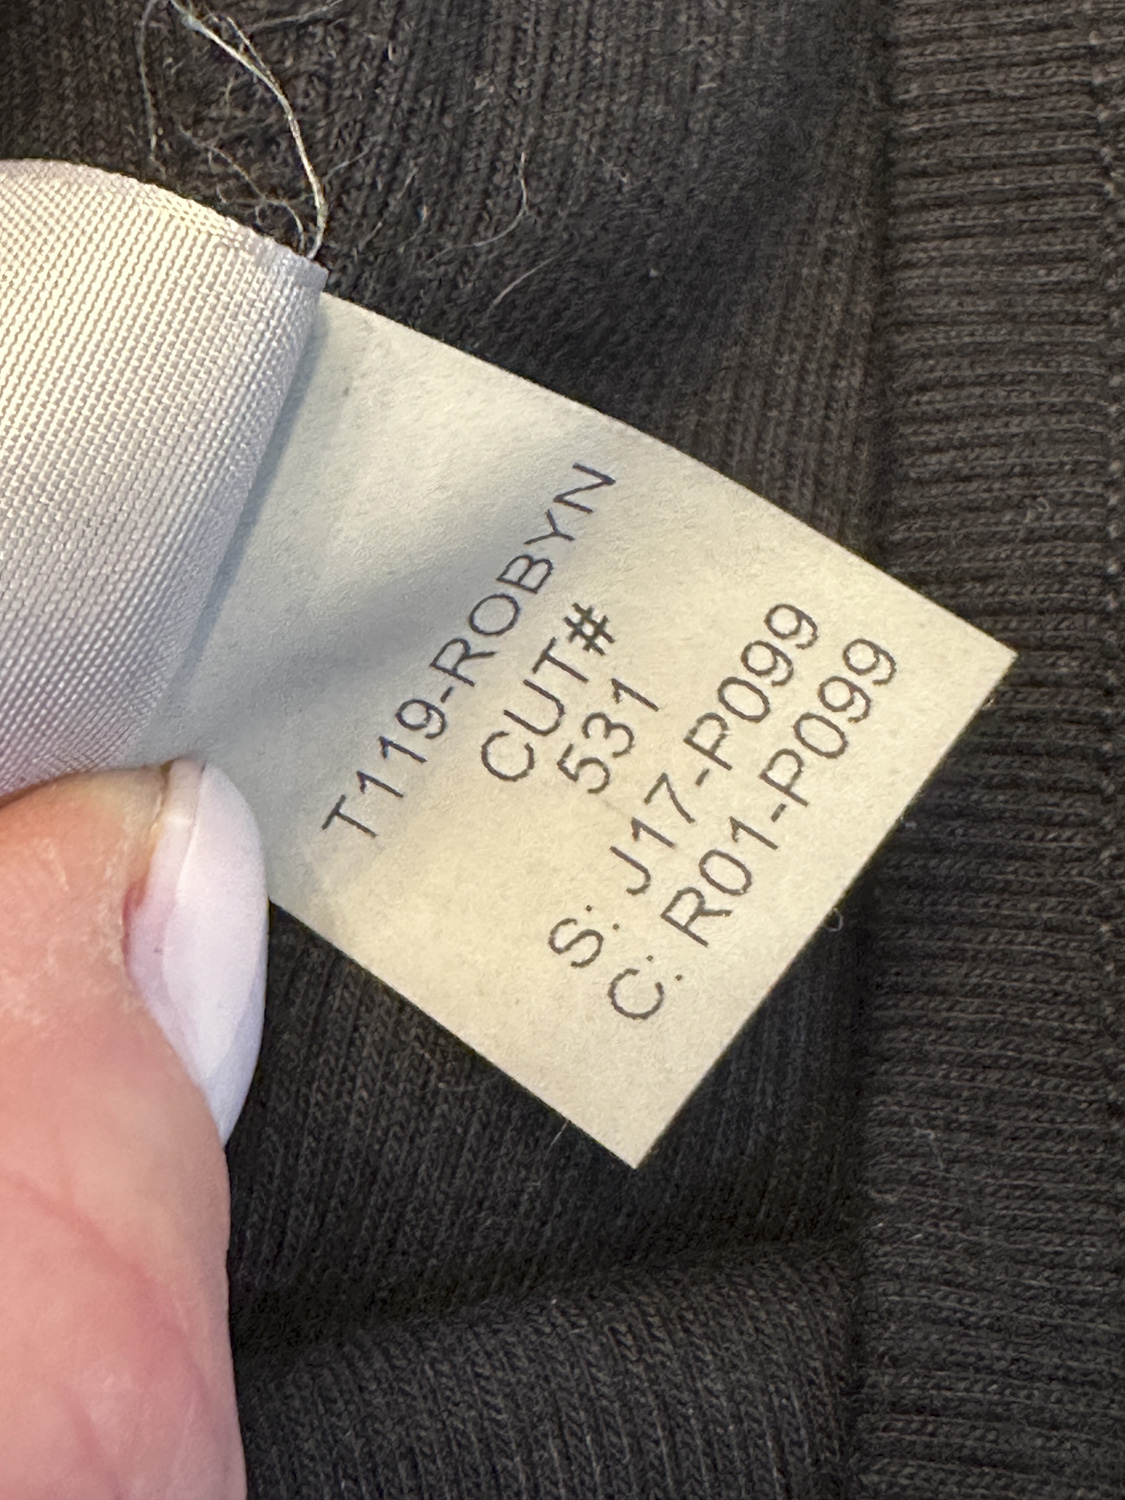 T119-ROBYN
CUT#
531
S: J17-P099
C: R01-P099